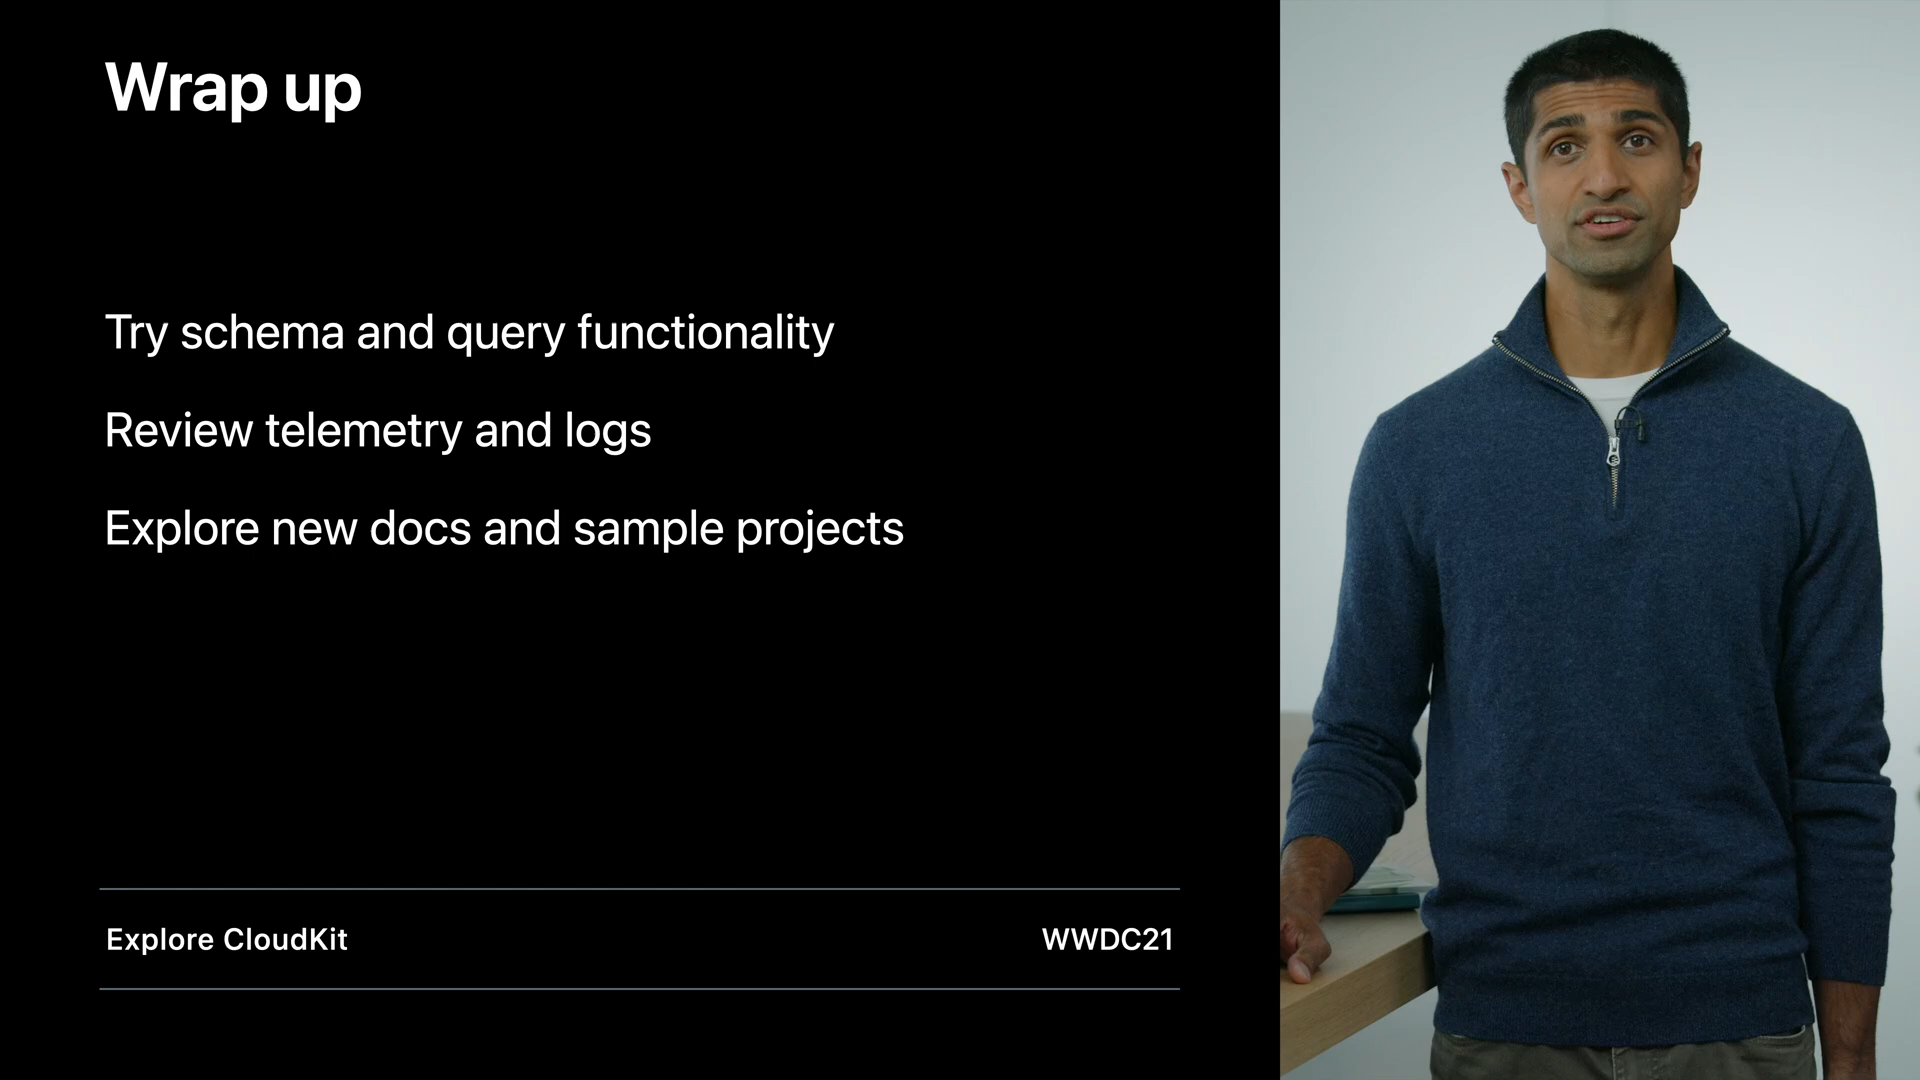 Wrap up
Try schema and query functionality
Review telemetry and logs
Explore new docs and sample projects
Explore CloudKit
WWDC21